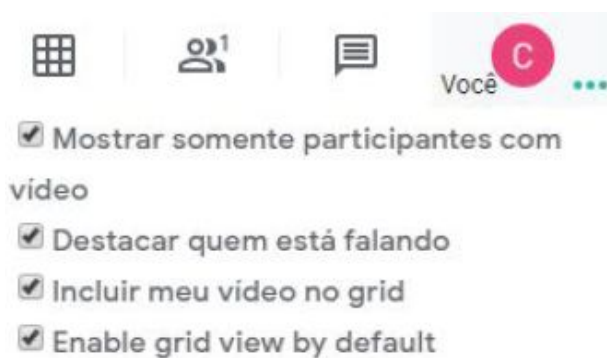 1
C
Você
Mostrar somente participantes com
vídeo
Destacar quem está falando
Incluir meu vídeo no grid
Enable grid view by default